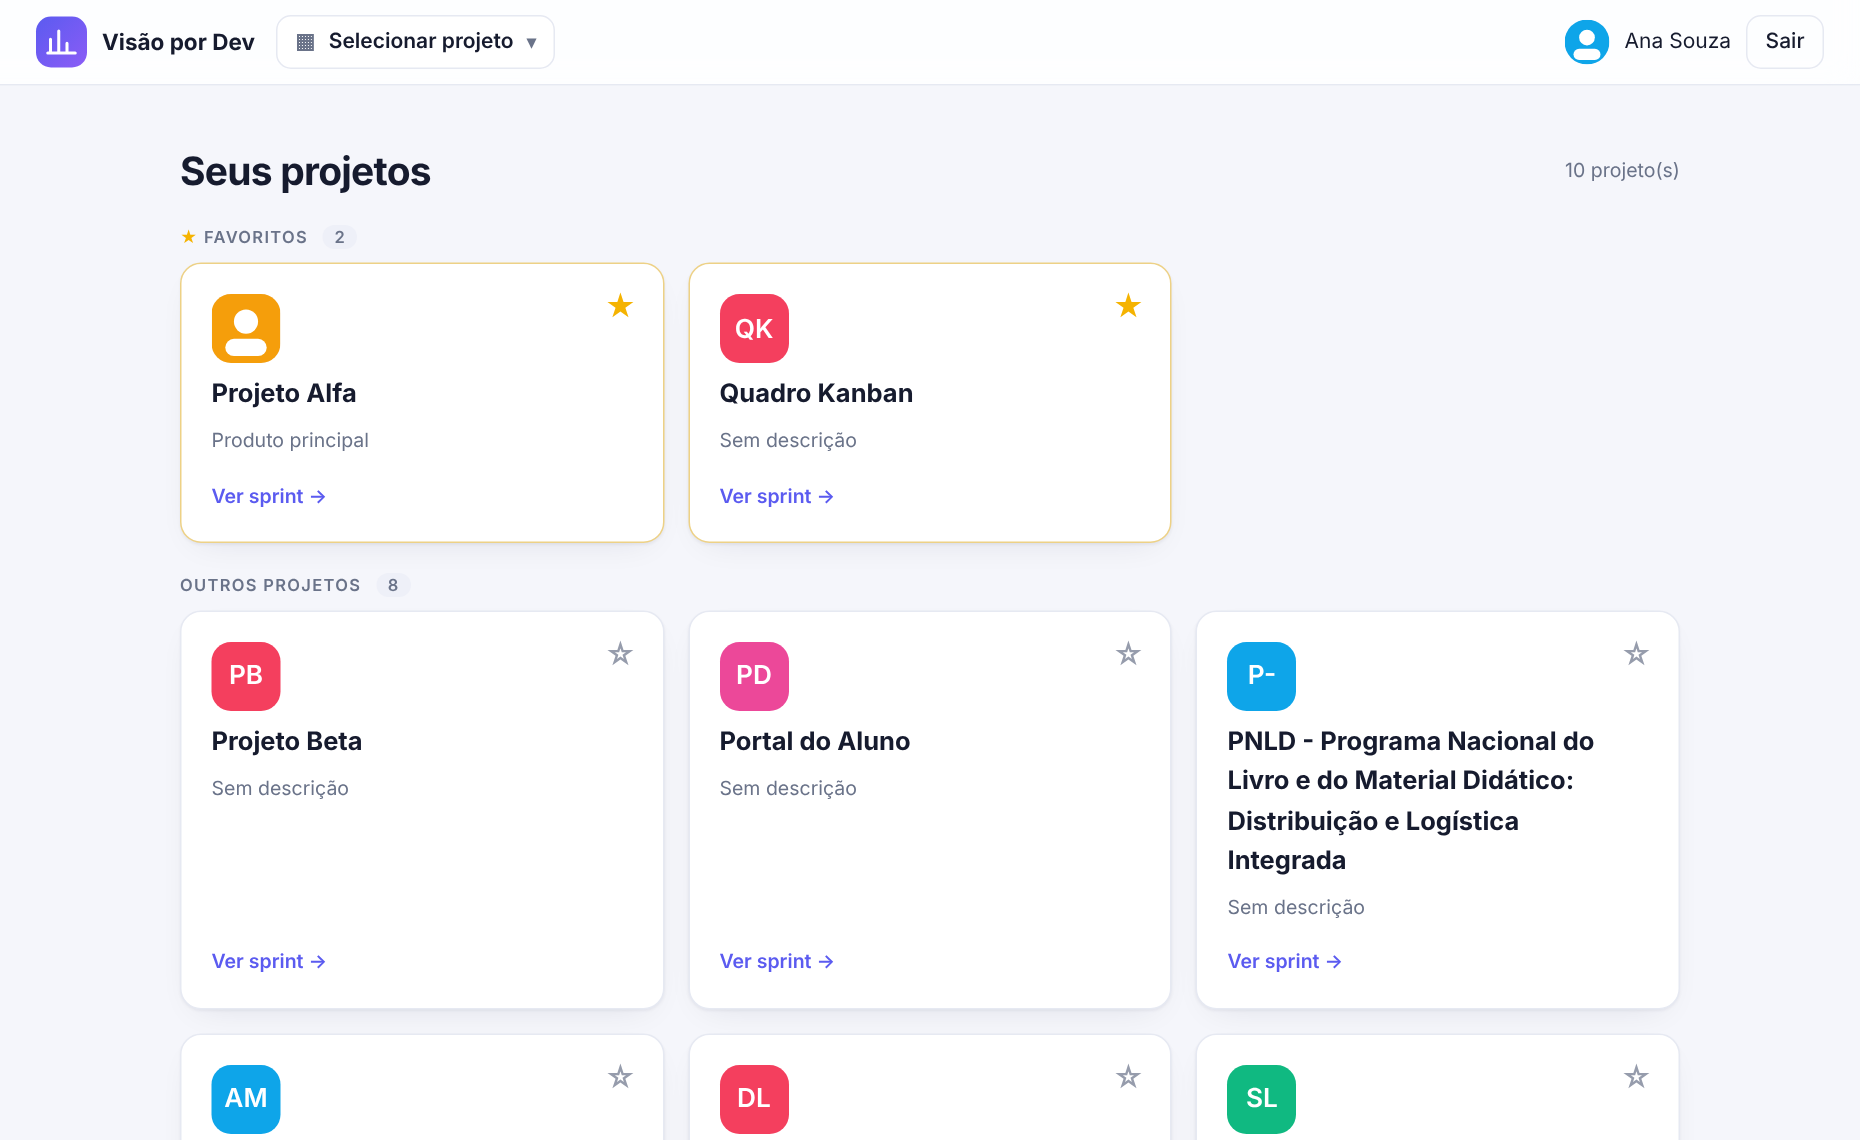 Visão por Dev
Selecionar projeto
Ana Souza
Sair
Seus projetos
10 projeto(s)
★ FAVORITOS 2
Projeto Alfa
Produto principal
Ver sprint →
QK
Quadro Kanban
Sem descrição
Ver sprint →
OUTROS PROJETOS 8
PB
Projeto Beta
Sem descrição
Ver sprint →
PD
Portal do Aluno
Sem descrição
Ver sprint →
P-
PNLD - Programa Nacional do
Livro e do Material Didático:
Distribuição e Logística
Integrada
Sem descrição
Ver sprint →
AM
DL
SL